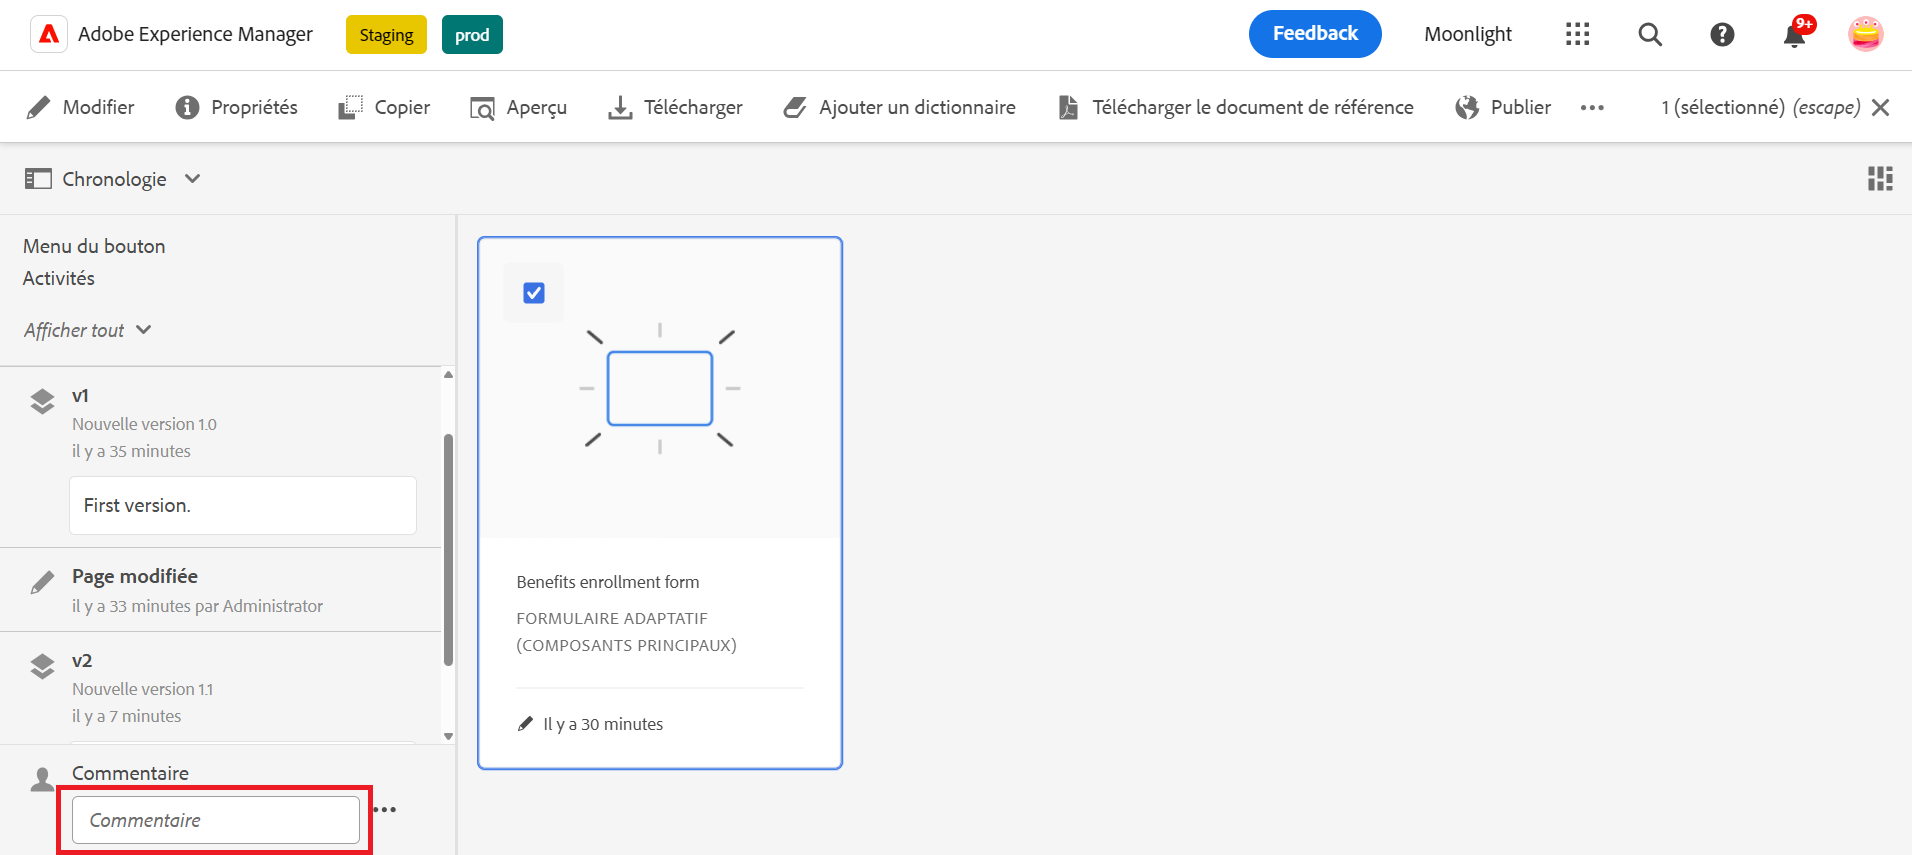 Adobe Experience Manager
Staging
prod
Feedback
Moonlight
9+
Modifier
Propriétés
Copier
Aperçu
Télécharger
Ajouter un dictionnaire
Télécharger le document de référence
Publier
1 (sélectionné) (escape)
Chronologie
Menu du bouton
Activités
Afficher tout
v1
Nouvelle version 1.0
il y a 35 minutes
First version.
Page modifiée
il y a 33 minutes par Administrator
v2
Nouvelle version 1.1
il y a 7 minutes
Commentaire
Commentaire
Benefits enrollment form
FORMULAIRE ADAPTATIF
(COMPOSANTS PRINCIPAUX)
Il y a 30 minutes